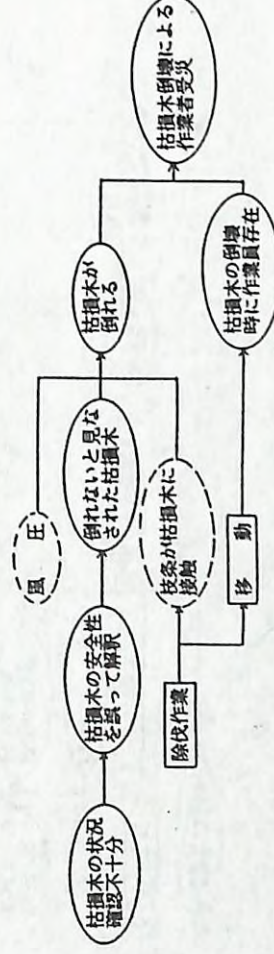 枯損木の状況
確認不十分
枯損木の安全性
を誤って解釈
風　圧
倒れないと見な
された枯損木
枝条が枯損木に
接触
除伐作業
移　動
枯損木が
倒れる
枯損木の倒壊
時に作業員存在
枯損木倒壊による
作業者受災